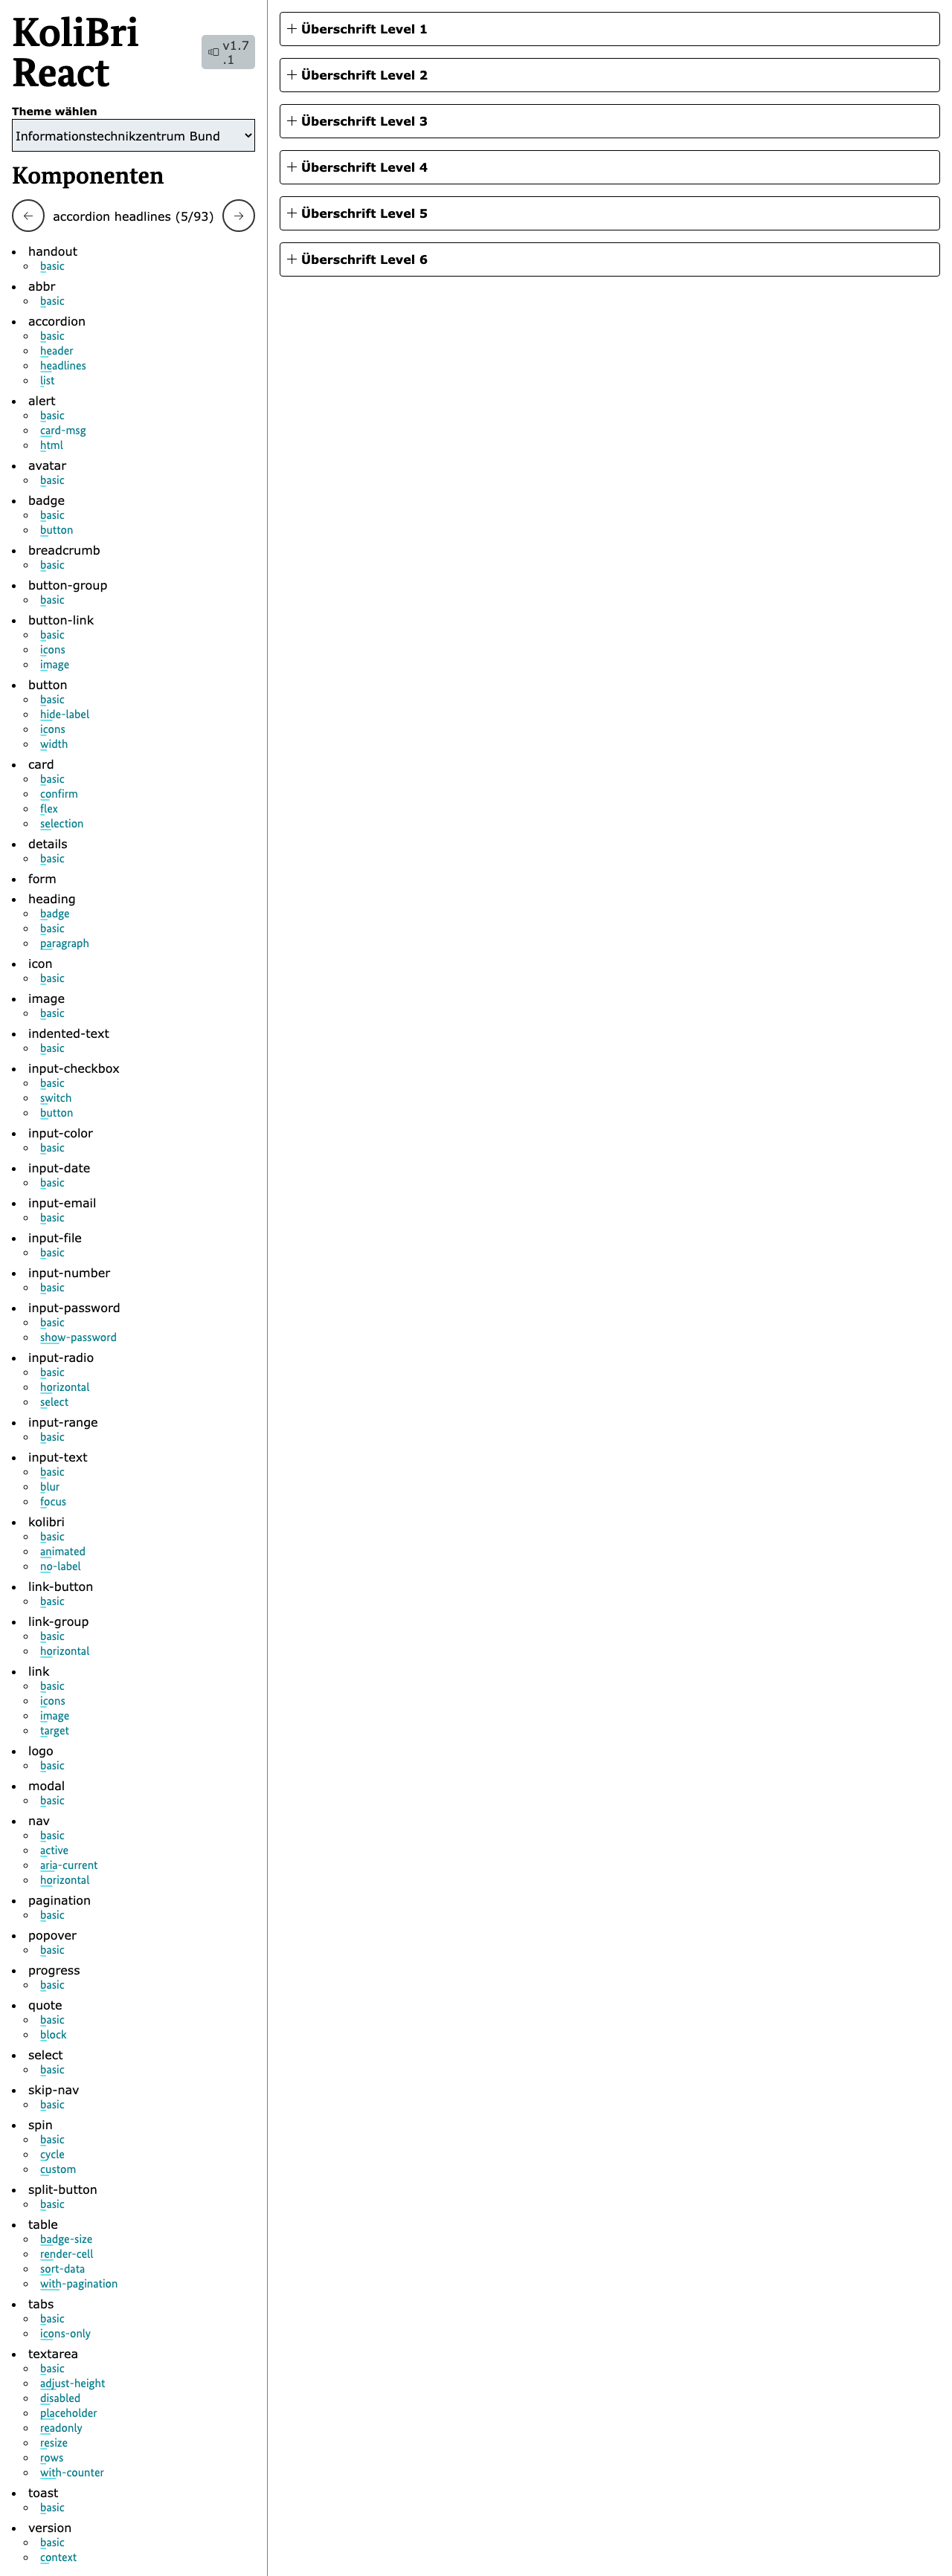 KoliBri
React
v1.7
.1
Theme wählen
Informationstechnikzentrum Bund
Komponenten
accordion headlines (5/93)
handout
basic
abbr
basic
accordion
basic
header
headlines
list
alert
basic
card-msg
html
avatar
basic
badge
basic
button
breadcrumb
basic
button-group
basic
button-link
basic
icons
image
button
basic
hide-label
icons
width
card
basic
confirm
flex
selection
details
basic
form
heading
badge
basic
paragraph
icon
basic
image
basic
indented-text
basic
input-checkbox
basic
switch
button
input-color
basic
input-date
basic
input-email
basic
input-file
basic
input-number
basic
input-password
basic
show-password
input-radio
basic
horizontal
select
input-range
basic
input-text
basic
blur
focus
kolibri
basic
animated
no-label
link-button
basic
link-group
basic
horizontal
link
basic
icons
image
target
logo
basic
modal
basic
nav
basic
active
aria-current
horizontal
pagination
basic
popover
basic
progress
basic
quote
basic
block
select
basic
skip-nav
basic
spin
basic
cycle
custom
split-button
basic
table
badge-size
render-cell
sort-data
with-pagination
tabs
basic
icons-only
textarea
basic
adjust-height
disabled
placeholder
readonly
resize
rows
with-counter
toast
basic
version
basic
context
Überschrift Level 1
Überschrift Level 2
Überschrift Level 3
Überschrift Level 4
Überschrift Level 5
Überschrift Level 6